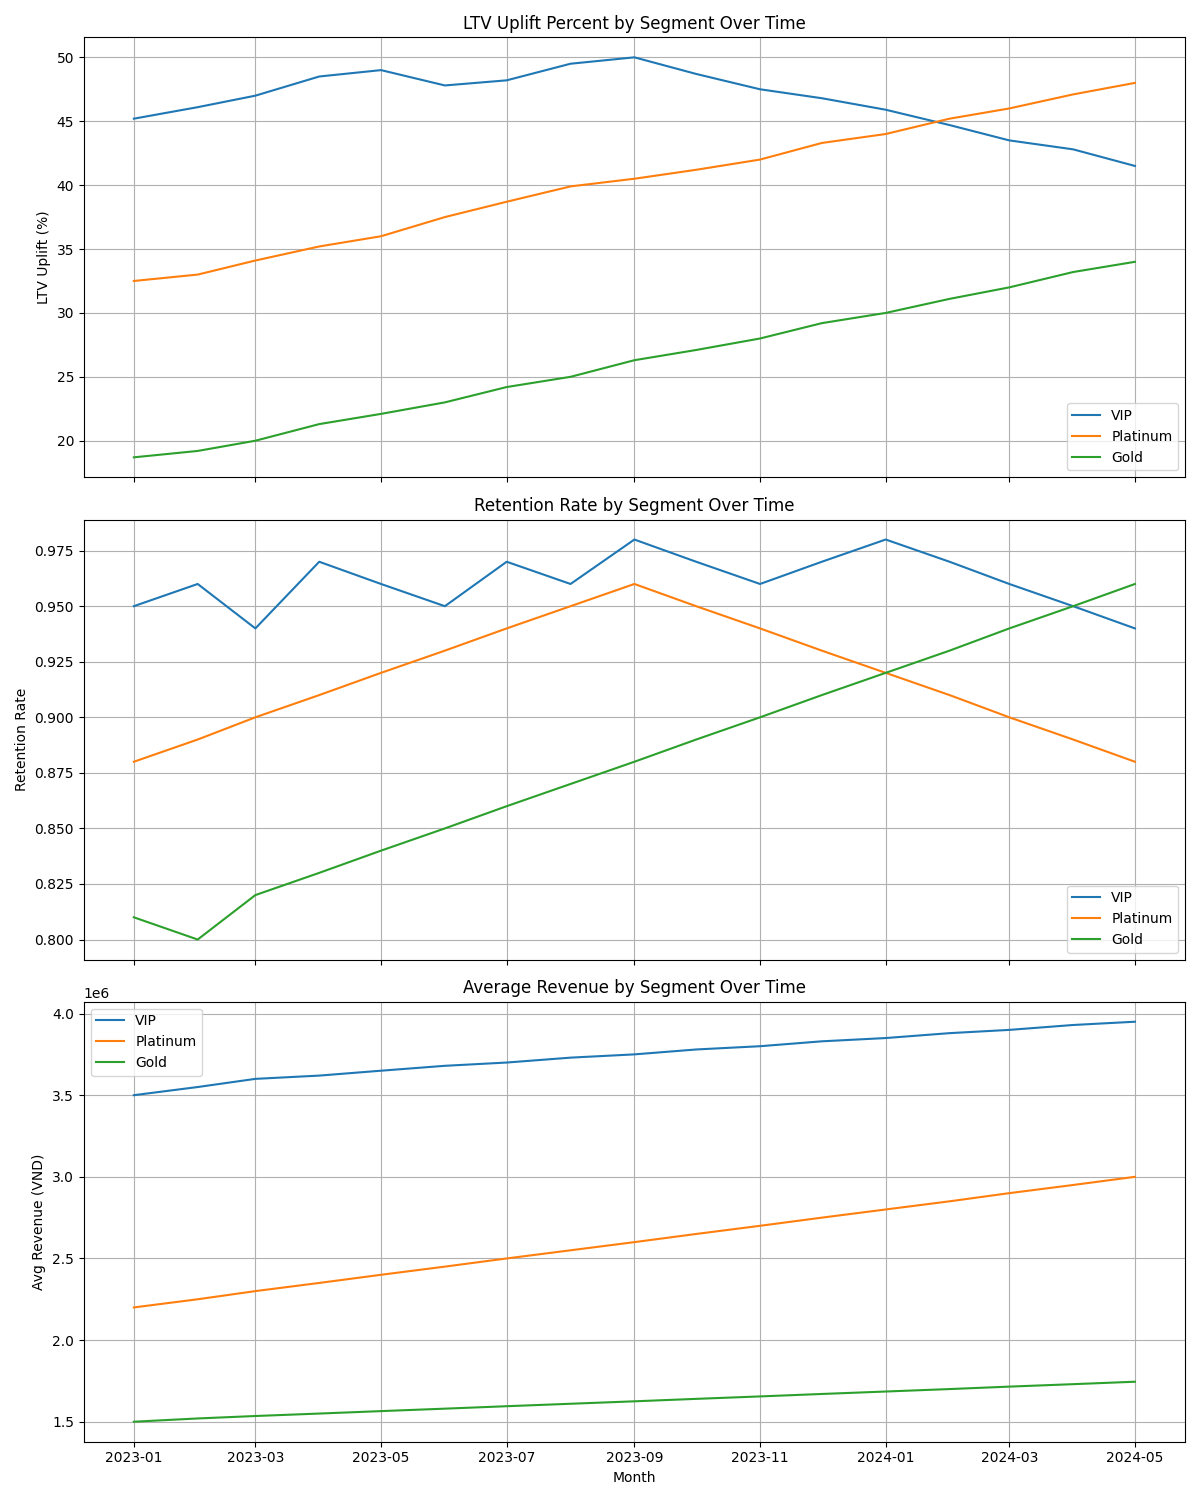 LTV Uplift Percent by Segment Over Time
50
45
40
35
30
25
20
LTV Uplift (%)
VIP
Platinum
Gold
Retention Rate by Segment Over Time
0.975
0.950
0.925
0.900
0.875
0.850
0.825
0.800
Retention Rate
VIP
Platinum
Gold
Average Revenue by Segment Over Time
1e6
4.0
3.5
3.0
2.5
2.0
1.5
Avg Revenue (VND)
VIP
Platinum
Gold
2023-01 2023-03 2023-05 2023-07 2023-09 2023-11 2024-01 2024-03 2024-05
Month